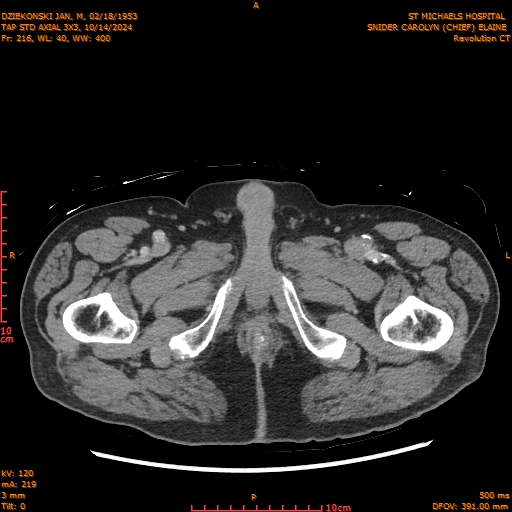 A
DZIEKONSKI JAN, M, 02/18/1953
TAP STD AXIAL 3X3, 10/14/2024
Fr: 216, WL: 40, WW: 400
ST MICHAELS HOSPITAL
SNIDER CAROLYN (CHIEF) ELAINE
Revolution CT
R
L
10
cm
kV: 120
mA: 219
3 mm
Tilt: 0
P
10cm
500 ms
DFOV: 391.00 mm